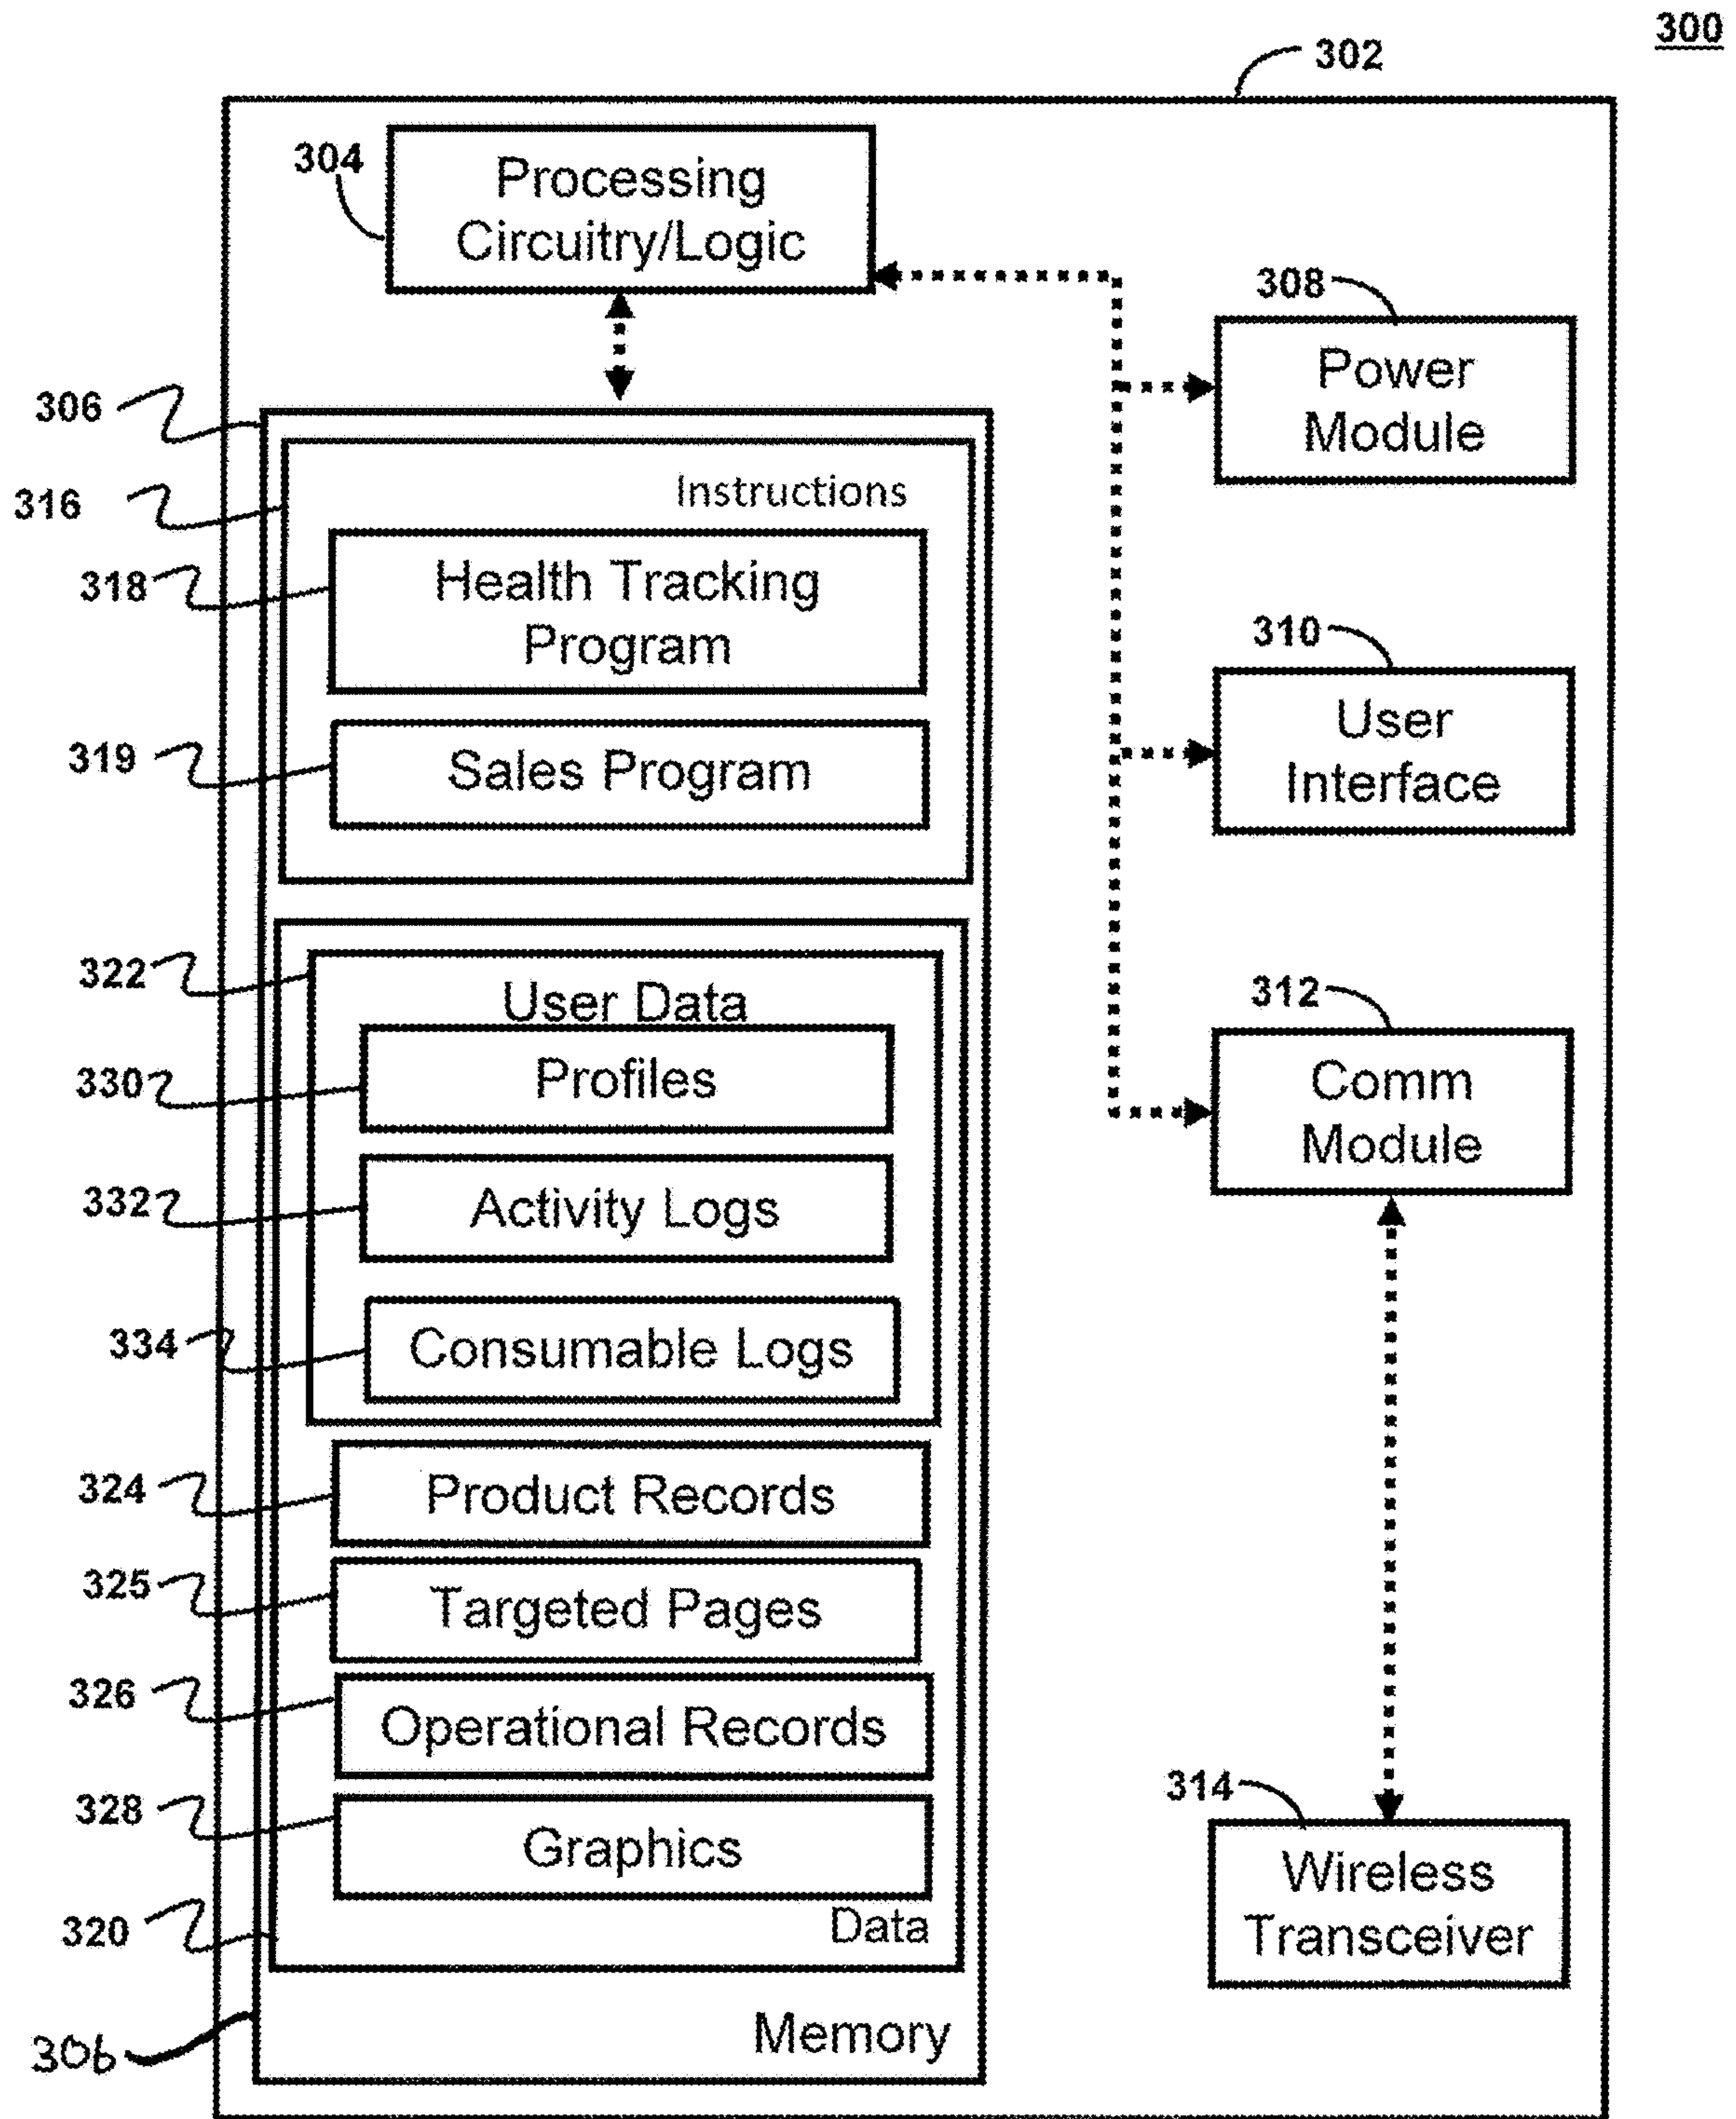 300
302
304
Processing
Circuitry/Logic
308
Power
Module
306
316
Instructions
318
Health Tracking
Program
319
Sales Program
310
User
Interface
322
User Data
330
Profiles
332
Activity Logs
334
Consumable Logs
312
Comm
Module
324
Product Records
325
Targeted Pages
326
Operational Records
328
Graphics
320
Data
314
Wireless
Transceiver
306
Memory